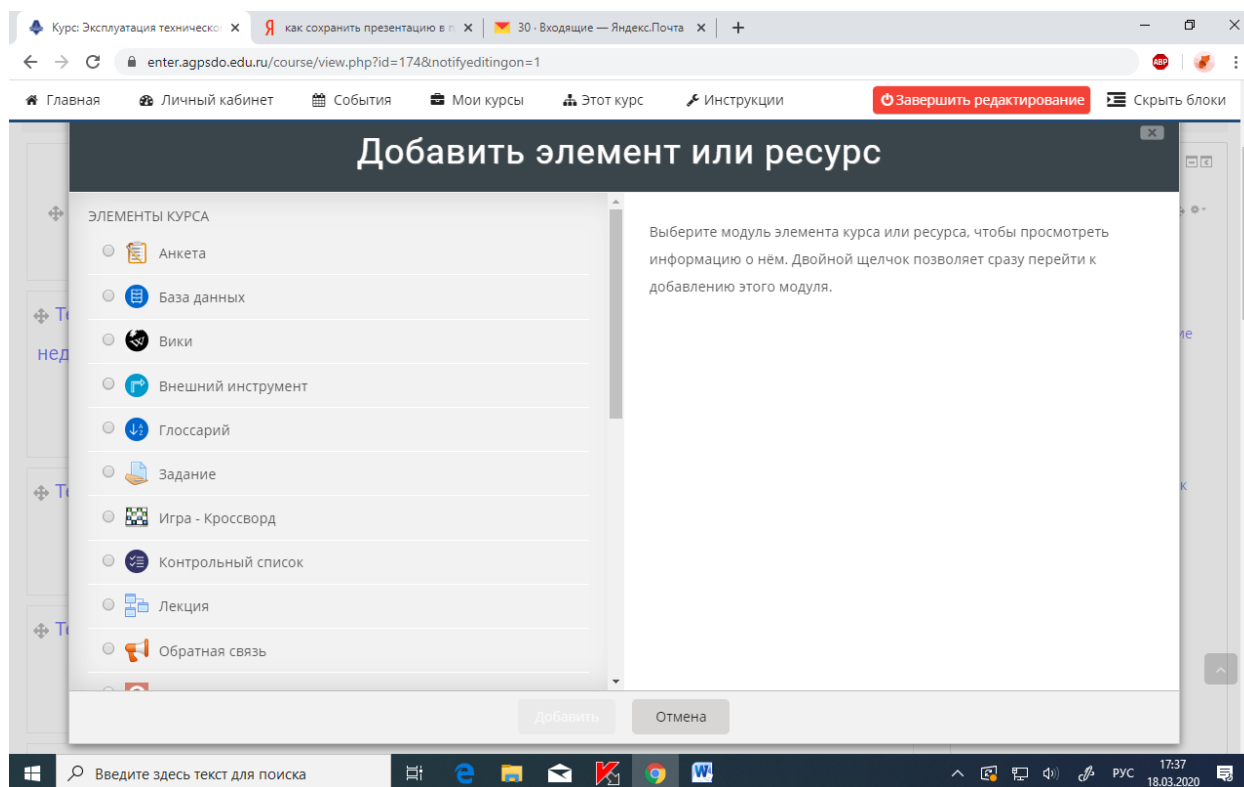 Курс: Эксплуатация техническо
как сохранить презентацию в п
30 · Входящие — Яндекс.Почта
enter.agpsdo.edu.ru/course/view.php?id=174&notifyeditingon=1
ABP
Главная Личный кабинет События Мои курсы Этот курс Инструкции Завершить редактирование Скрыть блоки
Добавить элемент или ресурс
ЭЛЕМЕНТЫ КУРСА
Анкета
База данных
Вики
Внешний инструмент
Глоссарий
Задание
Игра - Кроссворд
Контрольный список
Лекция
Обратная связь
Выберите модуль элемента курса или ресурса, чтобы просмотреть
информацию о нём. Двойной щелчок позволяет сразу перейти к
добавлению этого модуля.
Добавить Отмена
Введите здесь текст для поиска
РУС
17:37
18.03.2020